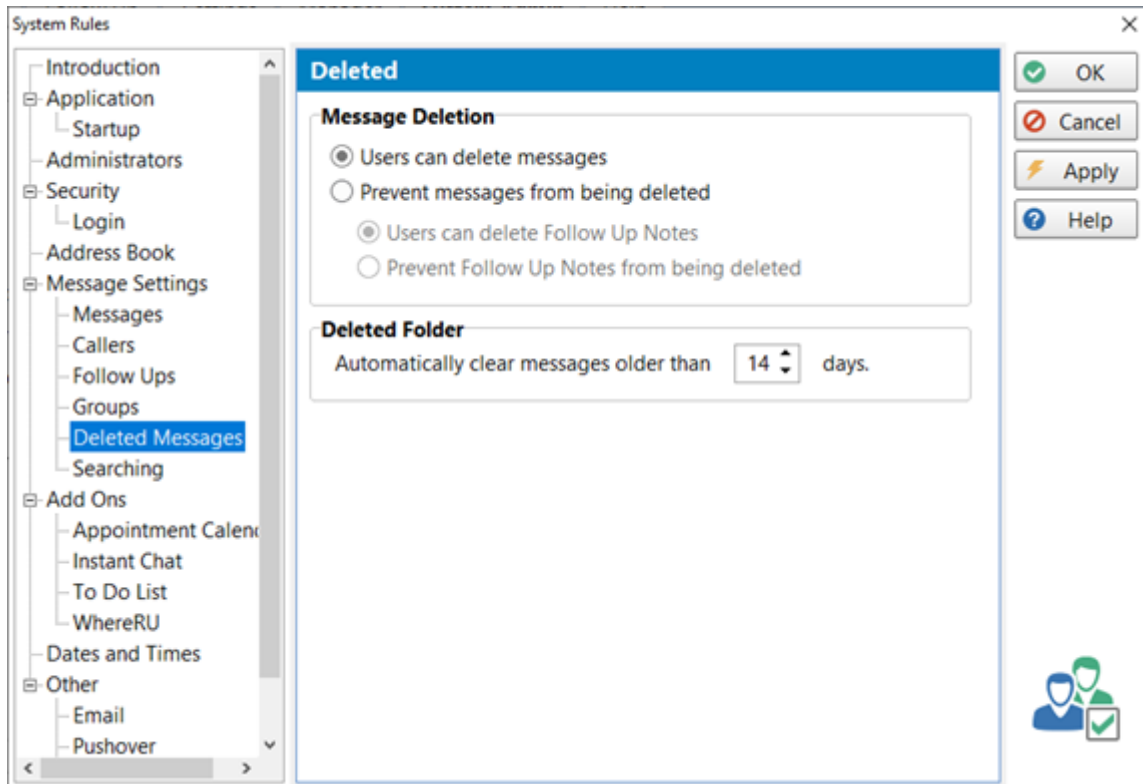 System Rules
Introduction
Application
Startup
Administrators
Security
Login
Address Book
Message Settings
Messages
Callers
Follow Ups
Groups
Deleted Messages
Searching
Add Ons
Appointment Calen
Instant Chat
To Do List
WhereRU
Dates and Times
Other
Email
Pushover
Deleted
Message Deletion
Users can delete messages
Prevent messages from being deleted
Users can delete Follow Up Notes
Prevent Follow Up Notes from being deleted
Deleted Folder
Automatically clear messages older than 14 days.
OK
Cancel
Apply
Help